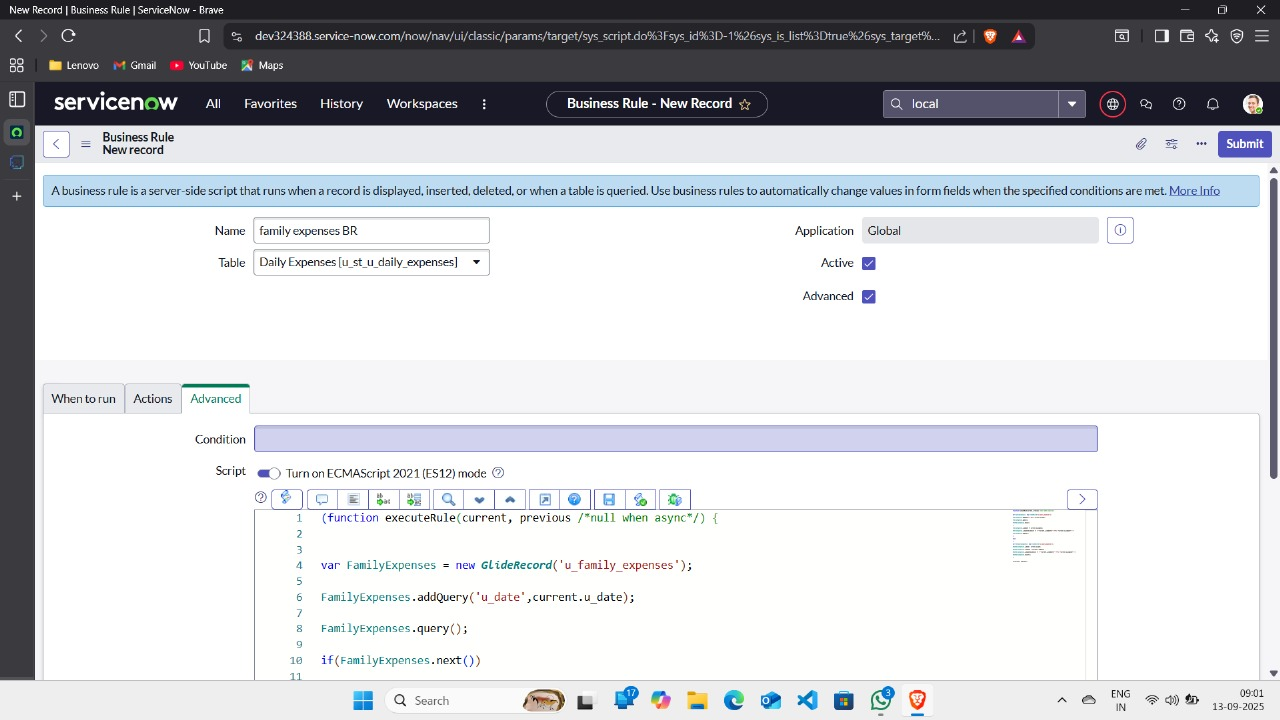 New Record | Business Rule | ServiceNow - Brave
dev324388.service-now.com/now/nav/ui/classic/params/target/sys_script.do%3Fsys_id%3D-1%26sys_is_list%3Dtrue%26sys_target%...
Lenovo
Gmail
YouTube
Maps
servicenow
All
Favorites
History
Workspaces
Business Rule - New Record
local
Business Rule
New record
Submit
A business rule is a server-side script that runs when a record is displayed, inserted, deleted, or when a table is queried. Use business rules to automatically change values in form fields when the specified conditions are met. More Info
Name
family expenses BR
Application
Global
Table
Daily Expenses [u_st_u_daily_expenses]
Active
Advanced
When to run
Actions
Advanced
Condition
Script
Turn on ECMAScript 2021 (ES12) mode
1 (function executeRule(current, previous /*null when async*/) {
2
3
4 var FamilyExpenses = new GlideRecord('u_family_expenses');
5
6 FamilyExpenses.addQuery('u_date',current.u_date);
7
8 FamilyExpenses.query();
9
10 if(FamilyExpenses.next())
11
Search
17
3
ENG
IN
09:01
13-09-2025